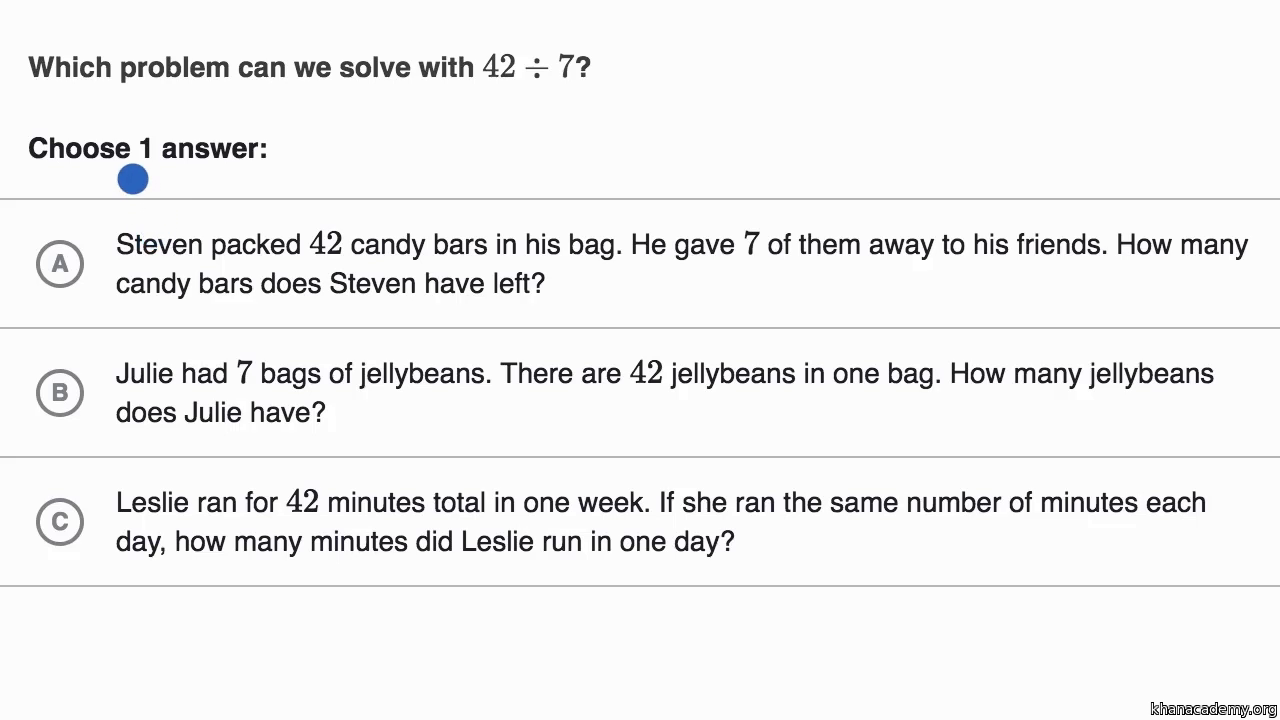 Which problem can we solve with 42 ÷ 7?
Choose 1 answer:
A
Steven packed 42 candy bars in his bag. He gave 7 of them away to his friends. How many
candy bars does Steven have left?
B
Julie had 7 bags of jellybeans. There are 42 jellybeans in one bag. How many jellybeans
does Julie have?
C
Leslie ran for 42 minutes total in one week. If she ran the same number of minutes each
day, how many minutes did Leslie run in one day?
khanacademy.org